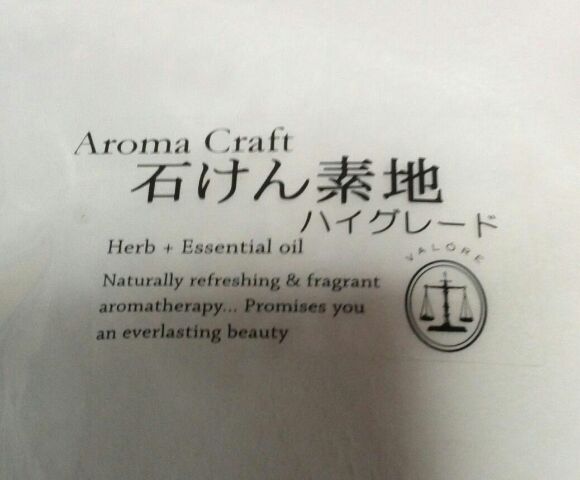 Aroma Craft
石けん素地
ハイグレード
Herb + Essential oil
VALORE
Naturally refreshing & fragrant
aromatherapy... Promises you
an everlasting beauty